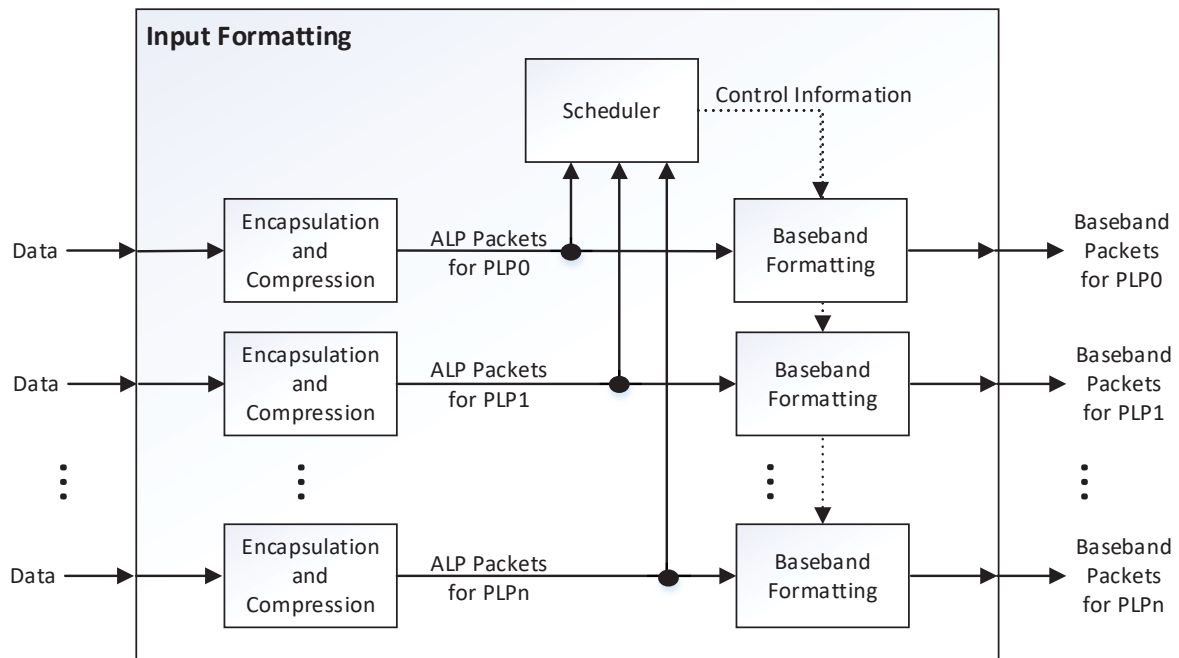 Input Formatting
Scheduler
Control Information
Data
Encapsulation
and
Compression
ALP Packets
for PLP0
Baseband
Formatting
Baseband
Packets
for PLP0
Data
Encapsulation
and
Compression
ALP Packets
for PLP1
Baseband
Formatting
Baseband
Packets
for PLP1
Data
Encapsulation
and
Compression
ALP Packets
for PLPn
Baseband
Formatting
Baseband
Packets
for PLPn